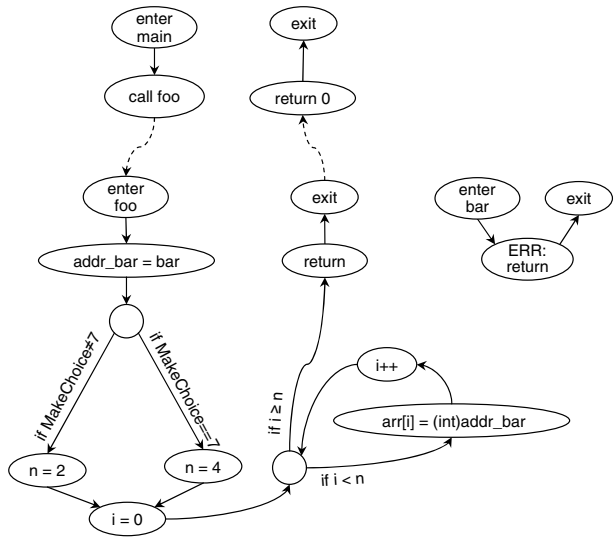 enter
main
call foo
enter
foo
addr_bar = bar
if MakeChoice≠7
if MakeChoice==7
n = 2
n = 4
i = 0
exit
return 0
exit
return
if i ≥ n
if i < n
i++
arr[i] = (int)addr_bar
enter
bar
ERR:
return
exit